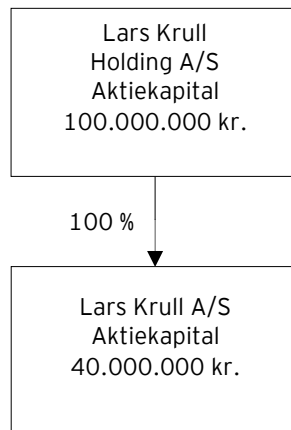 Lars Krull
Holding A/S
Aktiekapital
100.000.000 kr.
100 %
Lars Krull A/S
Aktiekapital
40.000.000 kr.